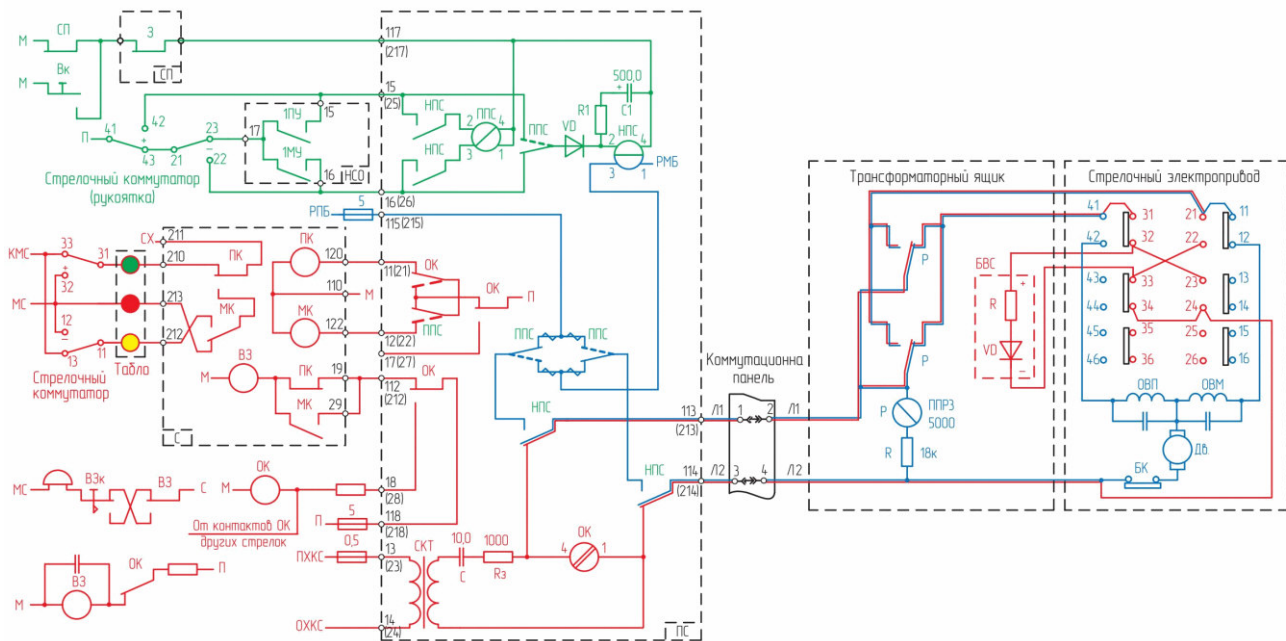 М
СП
З
СП
М
Вк
117
(217)
15
(25)
НПС
ППС
2
4
3
1
НПС
ППС
VD
R1
500,0
+
C1
НПС
2
4
3
1
РМБ
П
41
42
+
43
21
23
−
22
17
1ПУ
15
1МУ
16
НСО
Стрелочный коммутатор
(рукоятка)
16 (26)
РПБ
5
115 (215)
КМС
33
31
СХ
211
210
ПК
ПК
120
11(21)
ОК
ОК
П
+
32
МС
213
МК
110
М
ППС
−
12
212
МК
122
12(22)
13
11
17(27)
Стрелочный
коммутатор
Табло
М
ВЗ
ПК
19
МК
29
112
(212)
ОК
С
ППС
ППС
НПС
113
(213)
НПС
114
(214)
Коммутационна
панель
Л1
1
2
Л1
Л2
3
4
Л2
МС
ВЗк
ВЗ
С
М
ОК
18
(28)
От контактов ОК
других стрелок
П
5
118
(218)
ПХКС
0,5
13
(23)
СКТ
10,0
С
1000
Rз
ОК
4
1
М
ВЗ
ОК
П
ОХКС
14
(24)
ПС
Трансформаторный ящик
Р
Р
Р
ППРЗ
5000
R
18к
Стрелочный электропривод
БВС
+
R
VD
−
41
31
21
11
42
32
22
12
43
33
23
13
44
34
24
14
45
35
25
15
46
36
26
16
ОВП
ОВМ
БК
Дв.